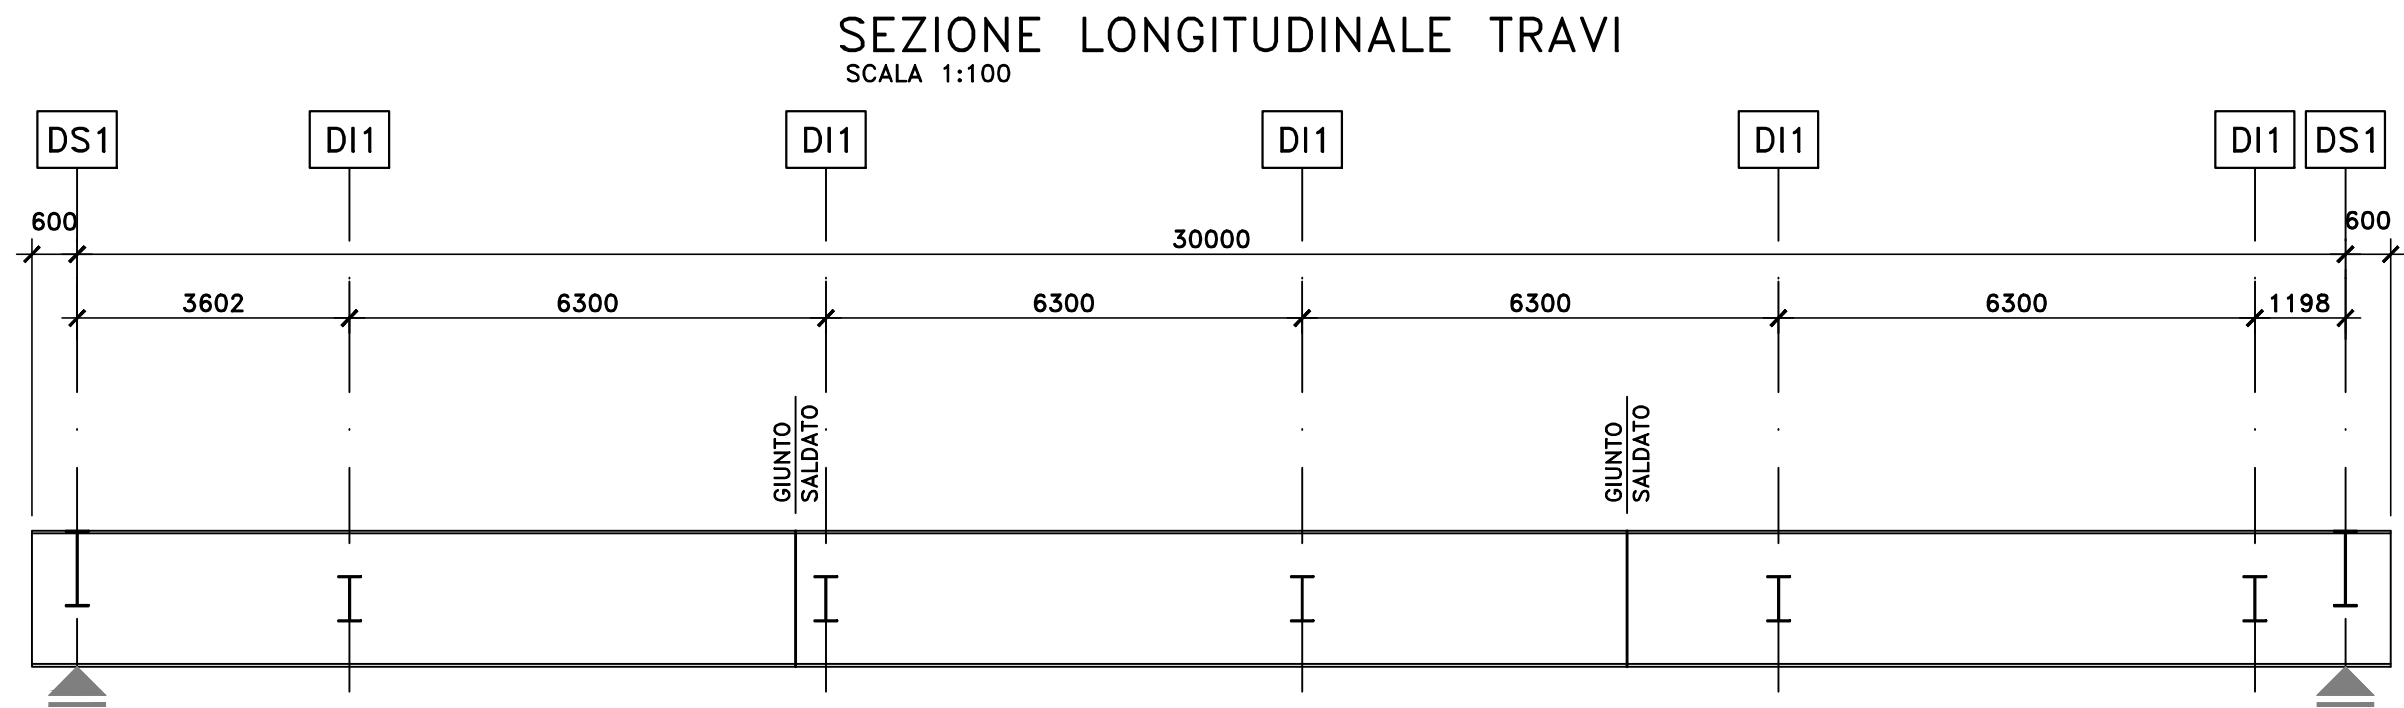 SEZIONE LONGITUDINALE TRAVI
SCALA 1:100
DS1 DI1 DI1 DI1 DI1 DI1 DS1
600 600
30000
3602 6300 6300 6300 6300 1198
GIUNTO
SALDATO
GIUNTO
SALDATO